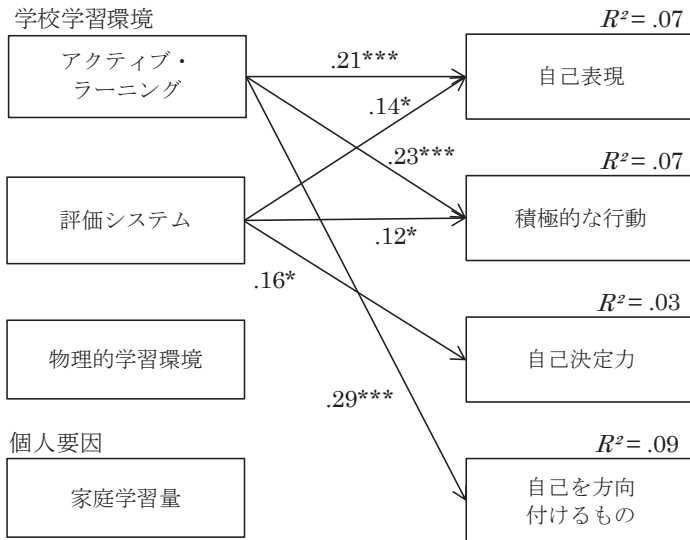 学校学習環境
R² = .07
アクティブ・
ラーニング
.21***
自己表現
.14*
.23***
R² = .07
評価システム
.12*
積極的な行動
.16*
R² = .03
物理的学習環境
自己決定力
.29***
個人要因
R² = .09
家庭学習量
自己を方向
付けるもの